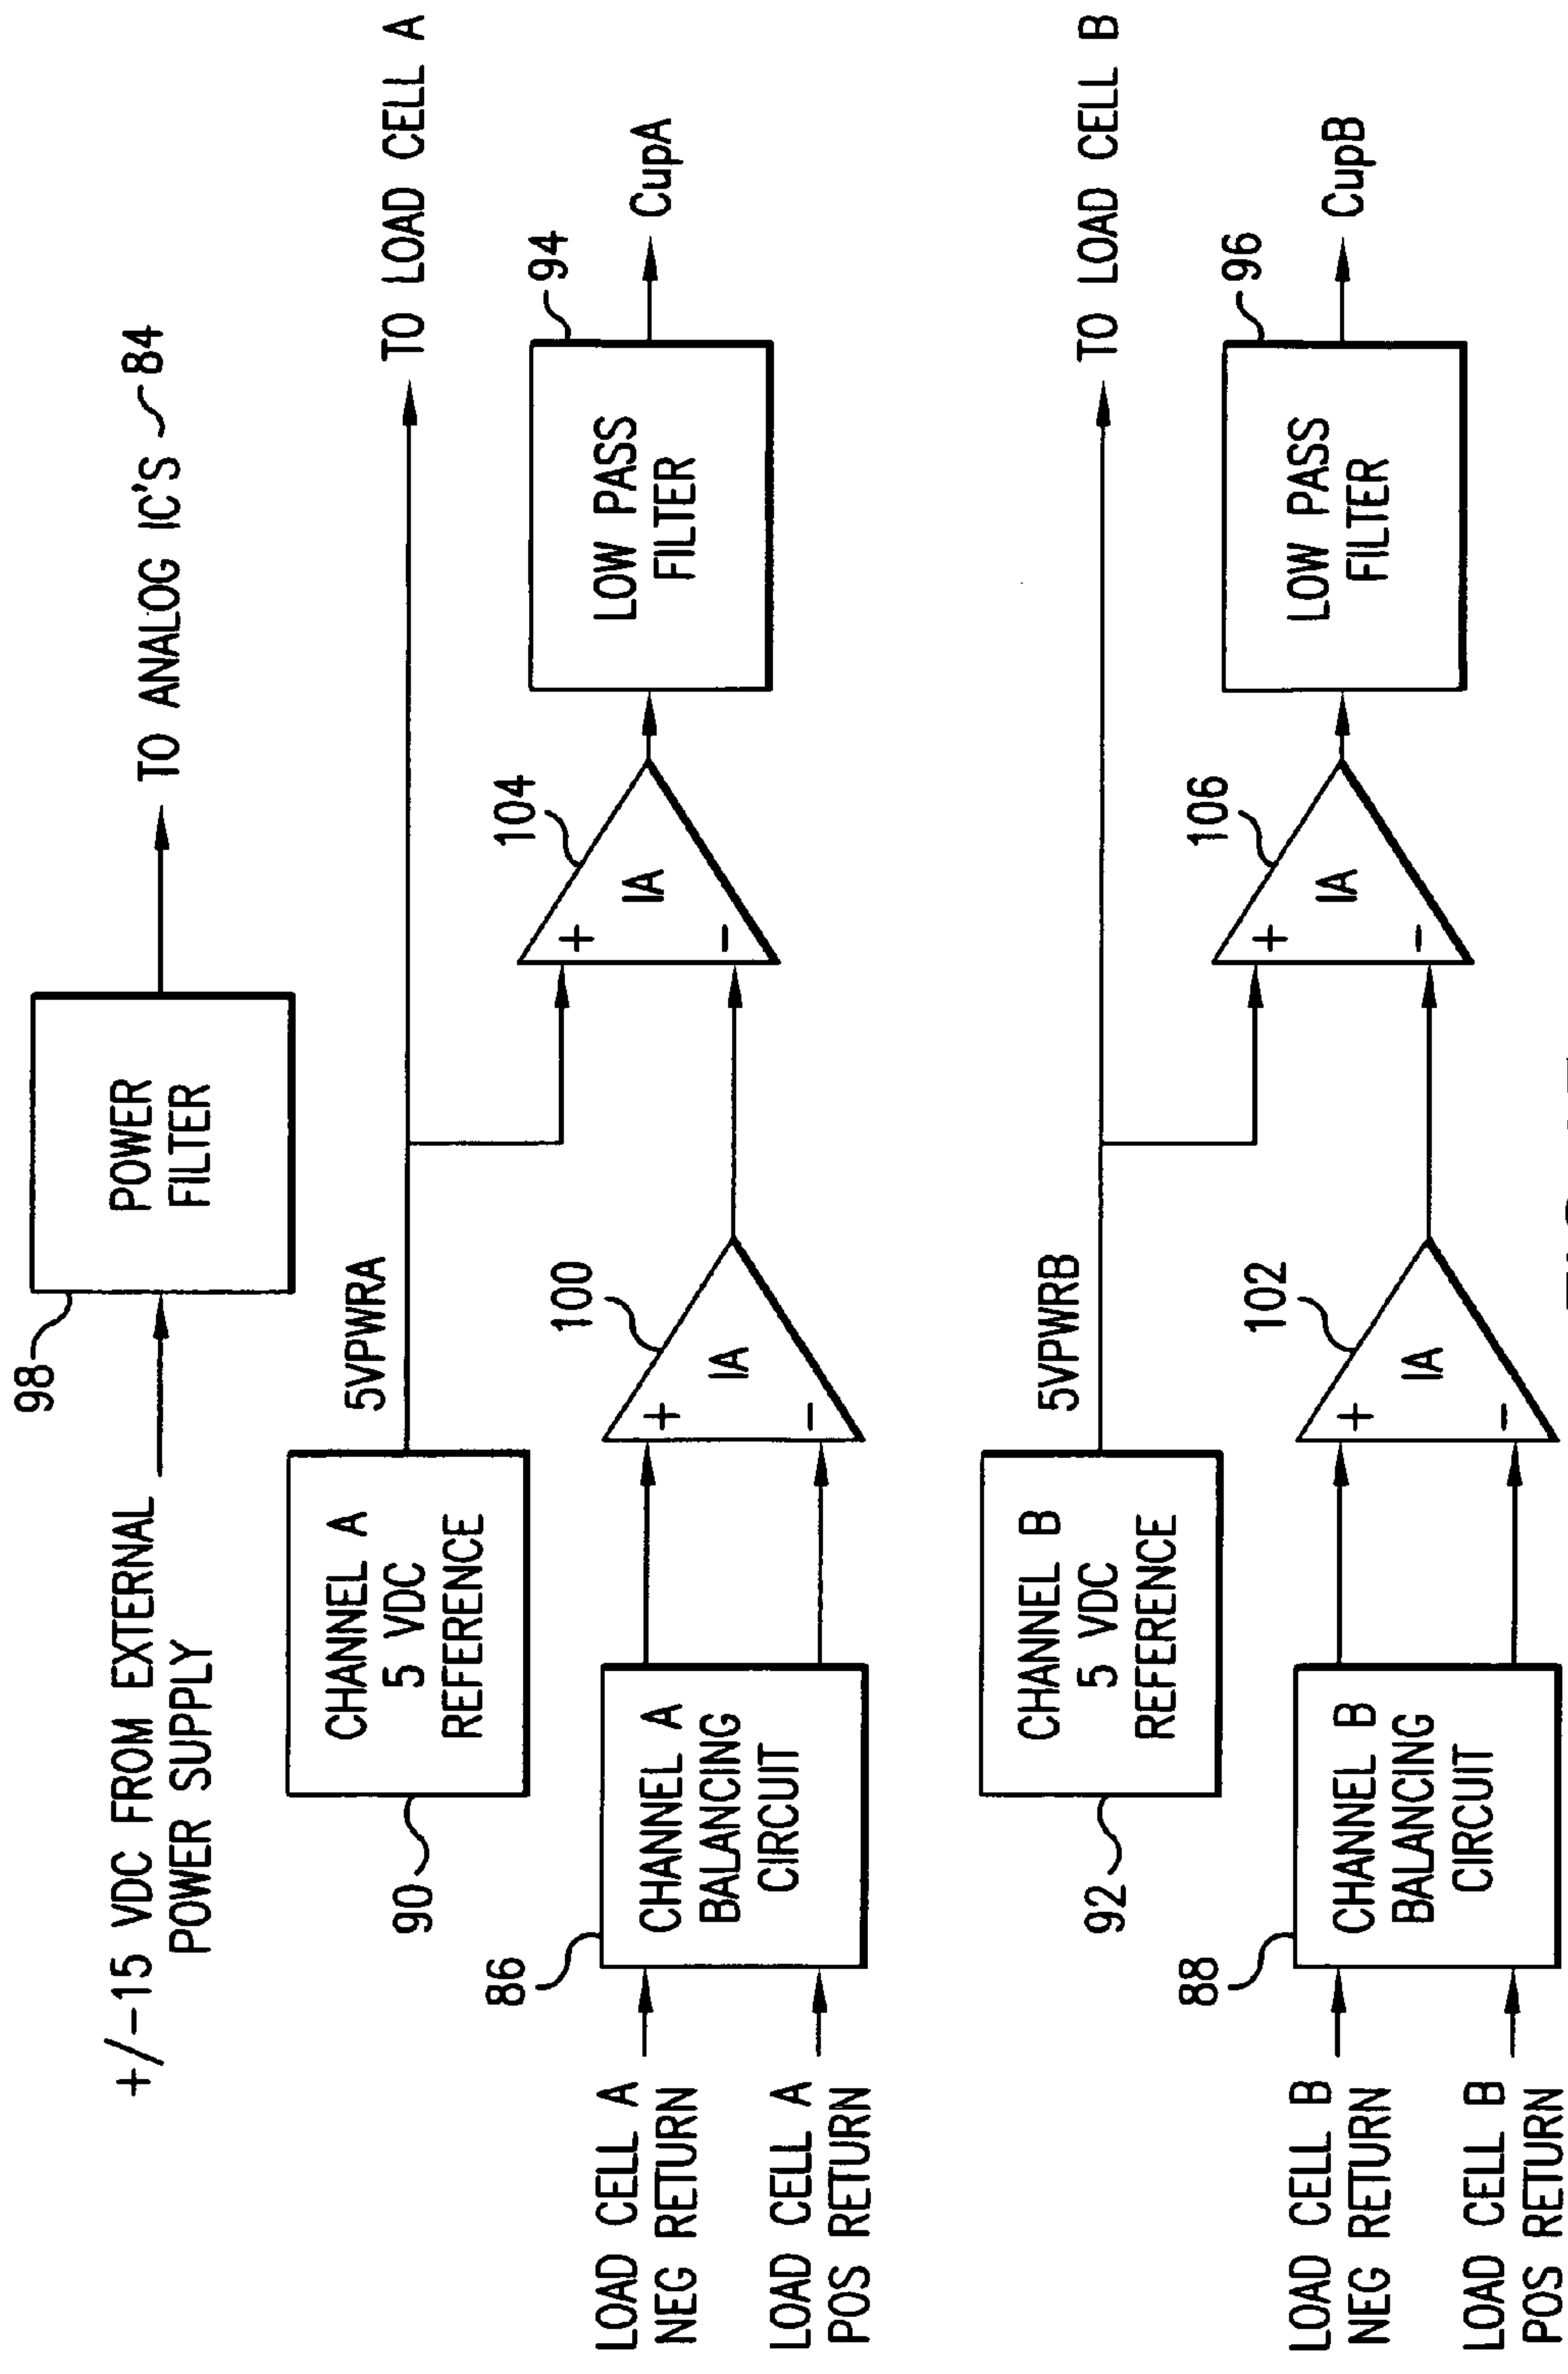 +/-15 VDC FROM EXTERNAL
POWER SUPPLY
98
POWER
FILTER
TO ANALOG IC'S
84
CHANNEL A
5 VDC
REFERENCE
90
5VPWRA
TO LOAD CELL A
LOAD CELL A
NEG RETURN
LOAD CELL A
POS RETURN
86
CHANNEL A
BALANCING
CIRCUIT
100
+
IA
-
104
+
IA
-
94
LOW PASS
FILTER
CupA
CHANNEL B
5 VDC
REFERENCE
92
5VPWRB
TO LOAD CELL B
LOAD CELL B
NEG RETURN
LOAD CELL B
POS RETURN
88
CHANNEL B
BALANCING
CIRCUIT
102
+
IA
-
106
+
IA
-
96
LOW PASS
FILTER
CupB